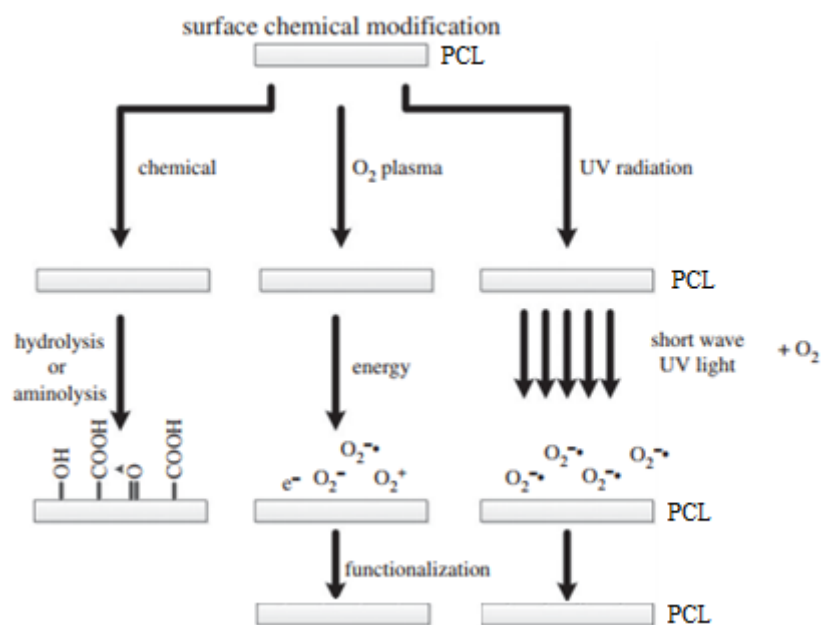 surface chemical modification
PCL
chemical
O₂ plasma
UV radiation
PCL
hydrolysis
or
aminolysis
energy
short wave
UV light
+ O₂
–OH
–COOH
=O
–COOH
O₂⁻•
e⁻ O₂⁻ O₂⁺
O₂⁻• O₂⁻• O₂⁻• O₂⁻•
PCL
functionalization
PCL